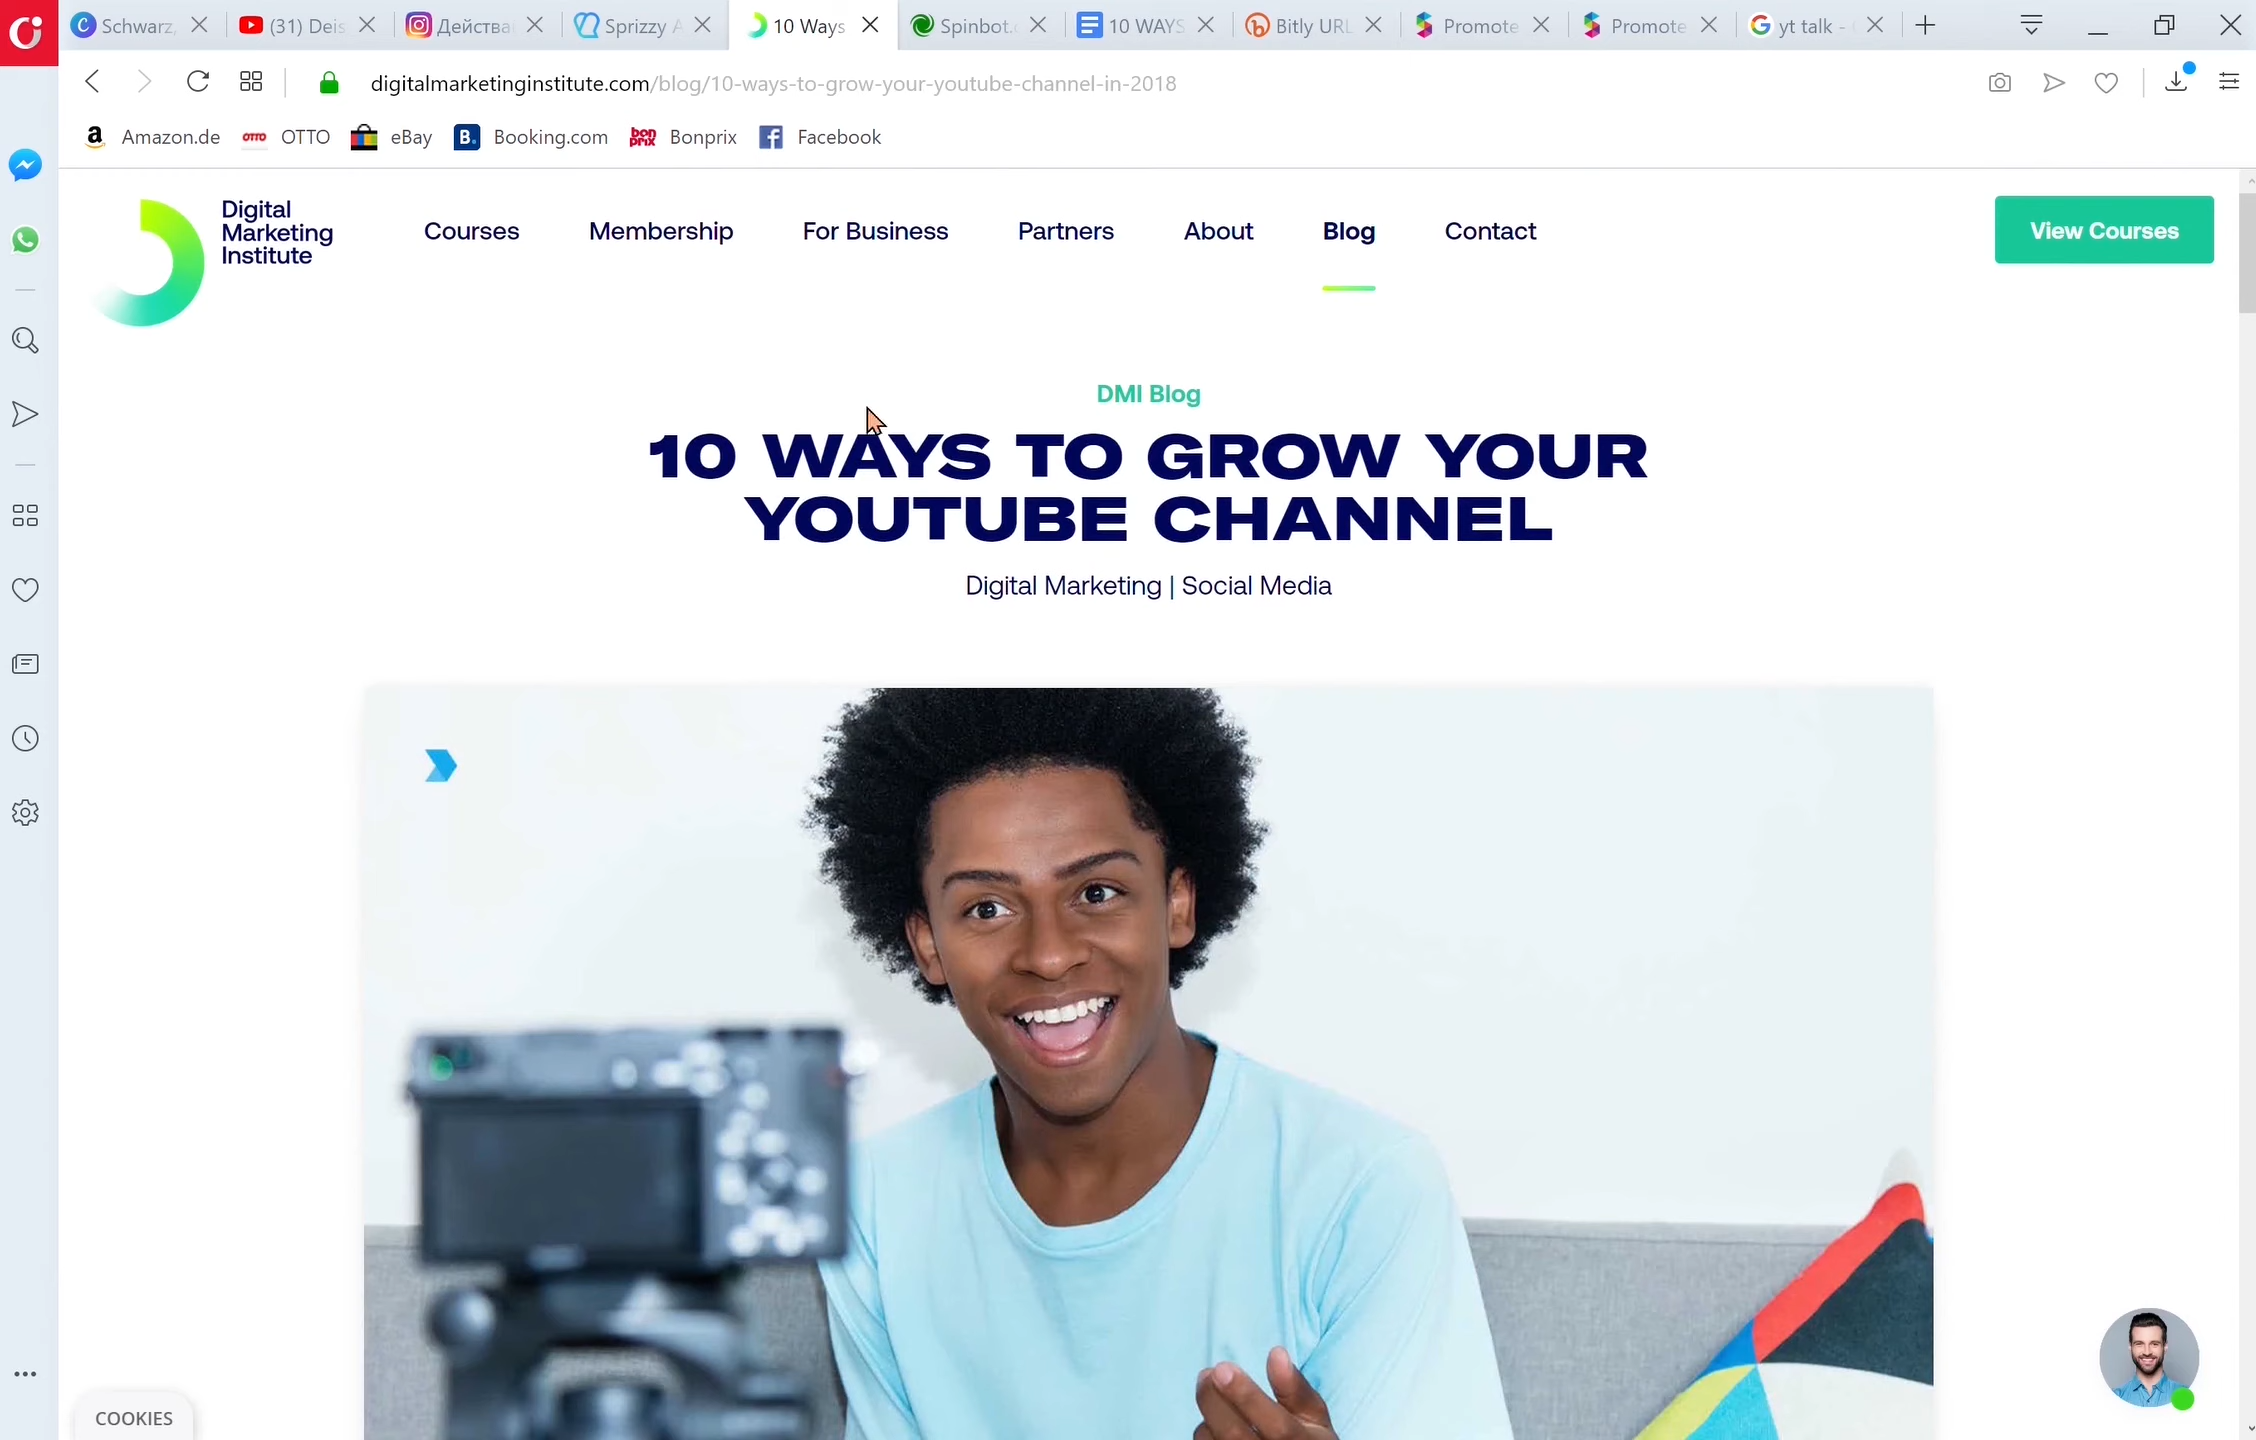 Schwarz,
(31) Deis
Действа
Sprizzy A
10 Ways
Spinbot.
10 WAYS
Bitly URL
Promote
Promote
yt talk -
digitalmarketinginstitute.com/blog/10-ways-to-grow-your-youtube-channel-in-2018
Amazon.de
OTTO
eBay
Booking.com
Bonprix
Facebook
Digital
Marketing
Institute
Courses
Membership
For Business
Partners
About
Blog
Contact
View Courses
DMI Blog
10 WAYS TO GROW YOUR
YOUTUBE CHANNEL
Digital Marketing | Social Media
COOKIES